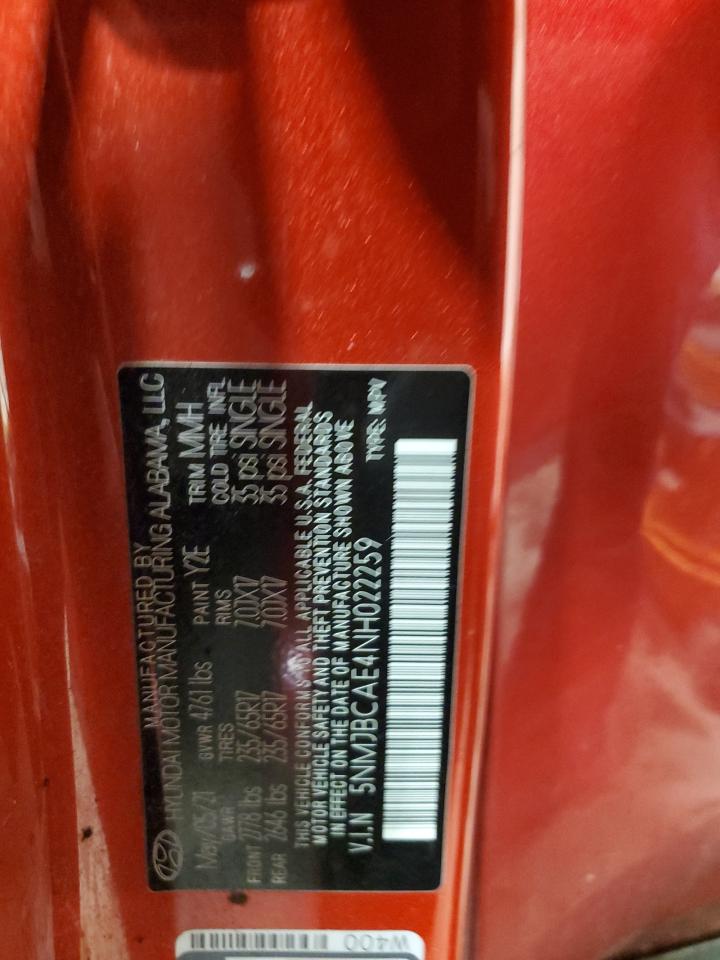 MANUFACTURED BY
HYUNDAI MOTOR MANUFACTURING ALABAMA, LLC
May/05/21 GVWR 4761 lbs PAINT Y2E TRIM MMH
GAWR TIRES RIMS COLD TIRE INFL
FRONT 2778 lbs 235/65R17 7.0JX17 35 psi SINGLE
REAR 2646 lbs 235/65R17 7.0JX17 35 psi SINGLE
THIS VEHICLE CONFORMS TO ALL APPLICABLE U.S.A. FEDERAL
MOTOR VEHICLE SAFETY AND THEFT PREVENTION STANDARDS
IN EFFECT ON THE DATE OF MANUFACTURE SHOWN ABOVE
V.I.N 5NMJBCAE4NH022259 TYPE: MPV
W400